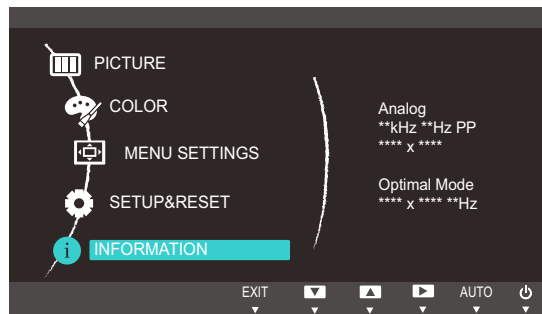 PICTURE
COLOR
MENU SETTINGS
SETUP&RESET
i INFORMATION
Analog
**kHz **Hz PP
**** x ****
Optimal Mode
**** x **** **Hz
EXIT
AUTO